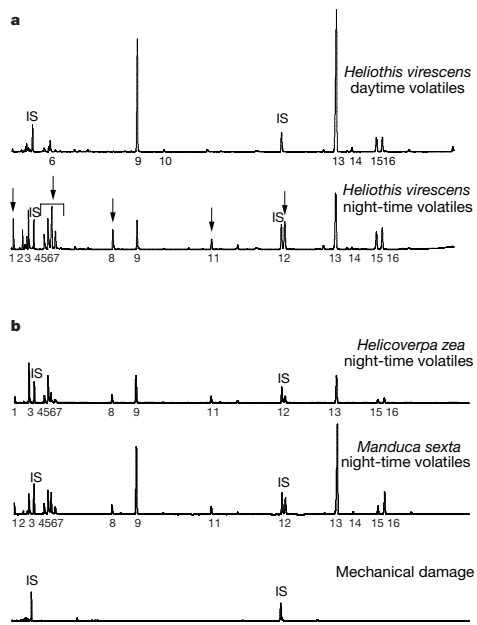 a
Heliothis virescens
daytime volatiles
IS
IS
6 9 10 13 14 15 16
Heliothis virescens
night-time volatiles
IS
IS
1 2 3 4 5 6 7 8 9 11 12 13 14 15 16
b
Helicoverpa zea
night-time volatiles
IS
IS
1 3 4 5 6 7 8 9 11 12 13 15 16
Manduca sexta
night-time volatiles
IS
IS
1 2 3 4 5 6 7 8 9 11 12 13 14 15 16
Mechanical damage
IS
IS